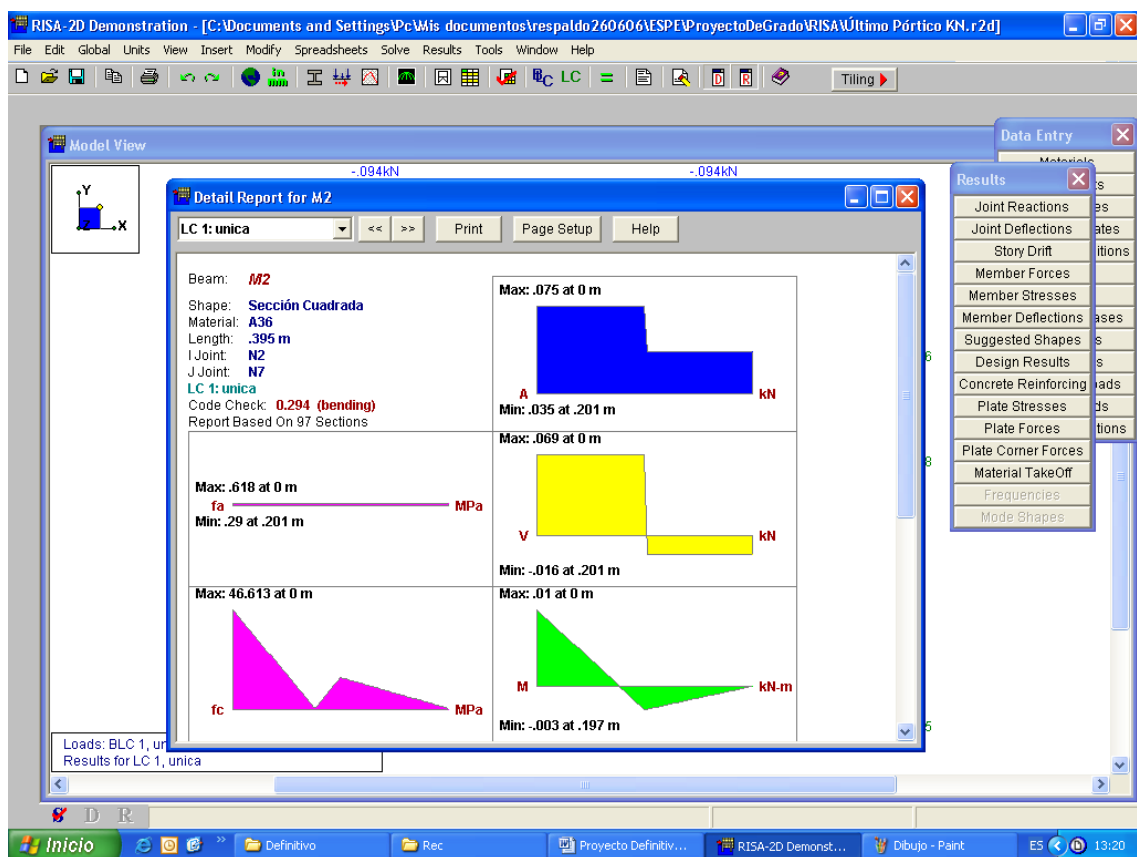 RISA-2D Demonstration - [C:\Documents and Settings\Pc\Mis documentos\respaldo260606\ESPE\ProyectoDeGrado\RISA\Último Pórtico KN.r2d]
File Edit Global Units View Insert Modify Spreadsheets Solve Results Tools Window Help
in
BC LC =
D R
Tiling
Model View
Data Entry
-.094kN -.094kN
Y
Z X
Detail Report for M2
LC 1: unica << >> Print Page Setup Help
Beam: M2
Shape: Sección Cuadrada
Material: A36
Length: .395 m
I Joint: N2
J Joint: N7
LC 1: unica
Code Check: 0.294 (bending)
Report Based On 97 Sections
Max: .075 at 0 m
A kN
Min: .035 at .201 m
Max: .618 at 0 m
fa MPa
Min: .29 at .201 m
Max: .069 at 0 m
V kN
Min: -.016 at .201 m
Max: 46.613 at 0 m
fc MPa
Max: .01 at 0 m
M kN-m
Min: -.003 at .197 m
6
8
5
Results
Joint Reactions
Joint Deflections
Story Drift
Member Forces
Member Stresses
Member Deflections
Suggested Shapes
Design Results
Concrete Reinforcing
Plate Stresses
Plate Forces
Plate Corner Forces
Material TakeOff
Frequencies
Mode Shapes
Loads: BLC 1, ur
Results for LC 1, unica
S D R
Inicio » Definitivo Rec Proyecto Definitiv... RISA-2D Demonst... Dibujo - Paint ES 13:20